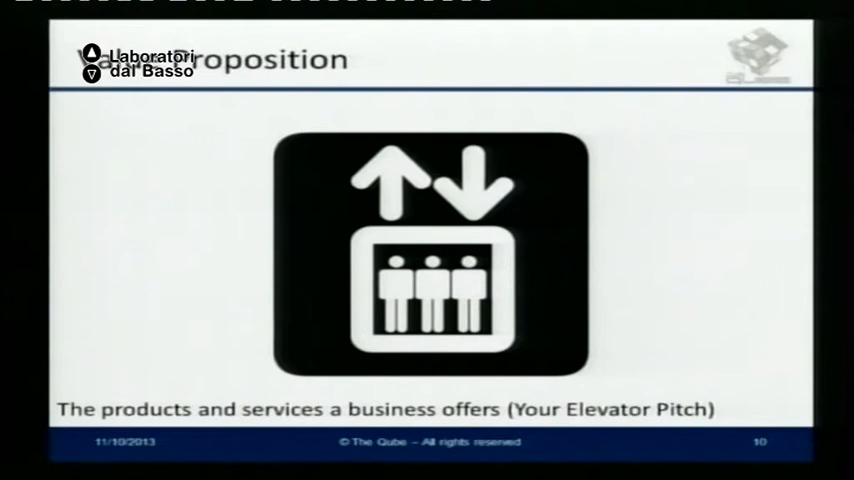 Value Proposition
Laboratori
dal Basso
The products and services a business offers (Your Elevator Pitch)
11/10/2013
© The Qube – All rights reserved
10